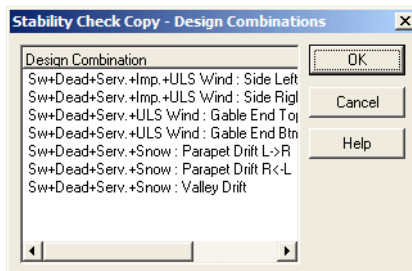 Stability Check Copy - Design Combinations
Design Combination
Sw+Dead+Serv.+Imp.+ULS Wind : Side Left
Sw+Dead+Serv.+Imp.+ULS Wind : Side Rigl
Sw+Dead+Serv.+ULS Wind : Gable End To
Sw+Dead+Serv.+ULS Wind : Gable End Btn
Sw+Dead+Serv.+Snow : Parapet Drift L->R
Sw+Dead+Serv.+Snow : Parapet Drift R<-L
Sw+Dead+Serv.+Snow : Valley Drift
OK
Cancel
Help